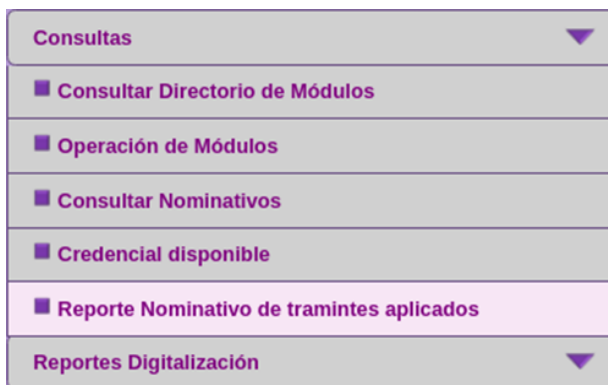 Consultas
Consultar Directorio de Módulos
Operación de Módulos
Consultar Nominativos
Credencial disponible
Reporte Nominativo de tramintes aplicados
Reportes Digitalización